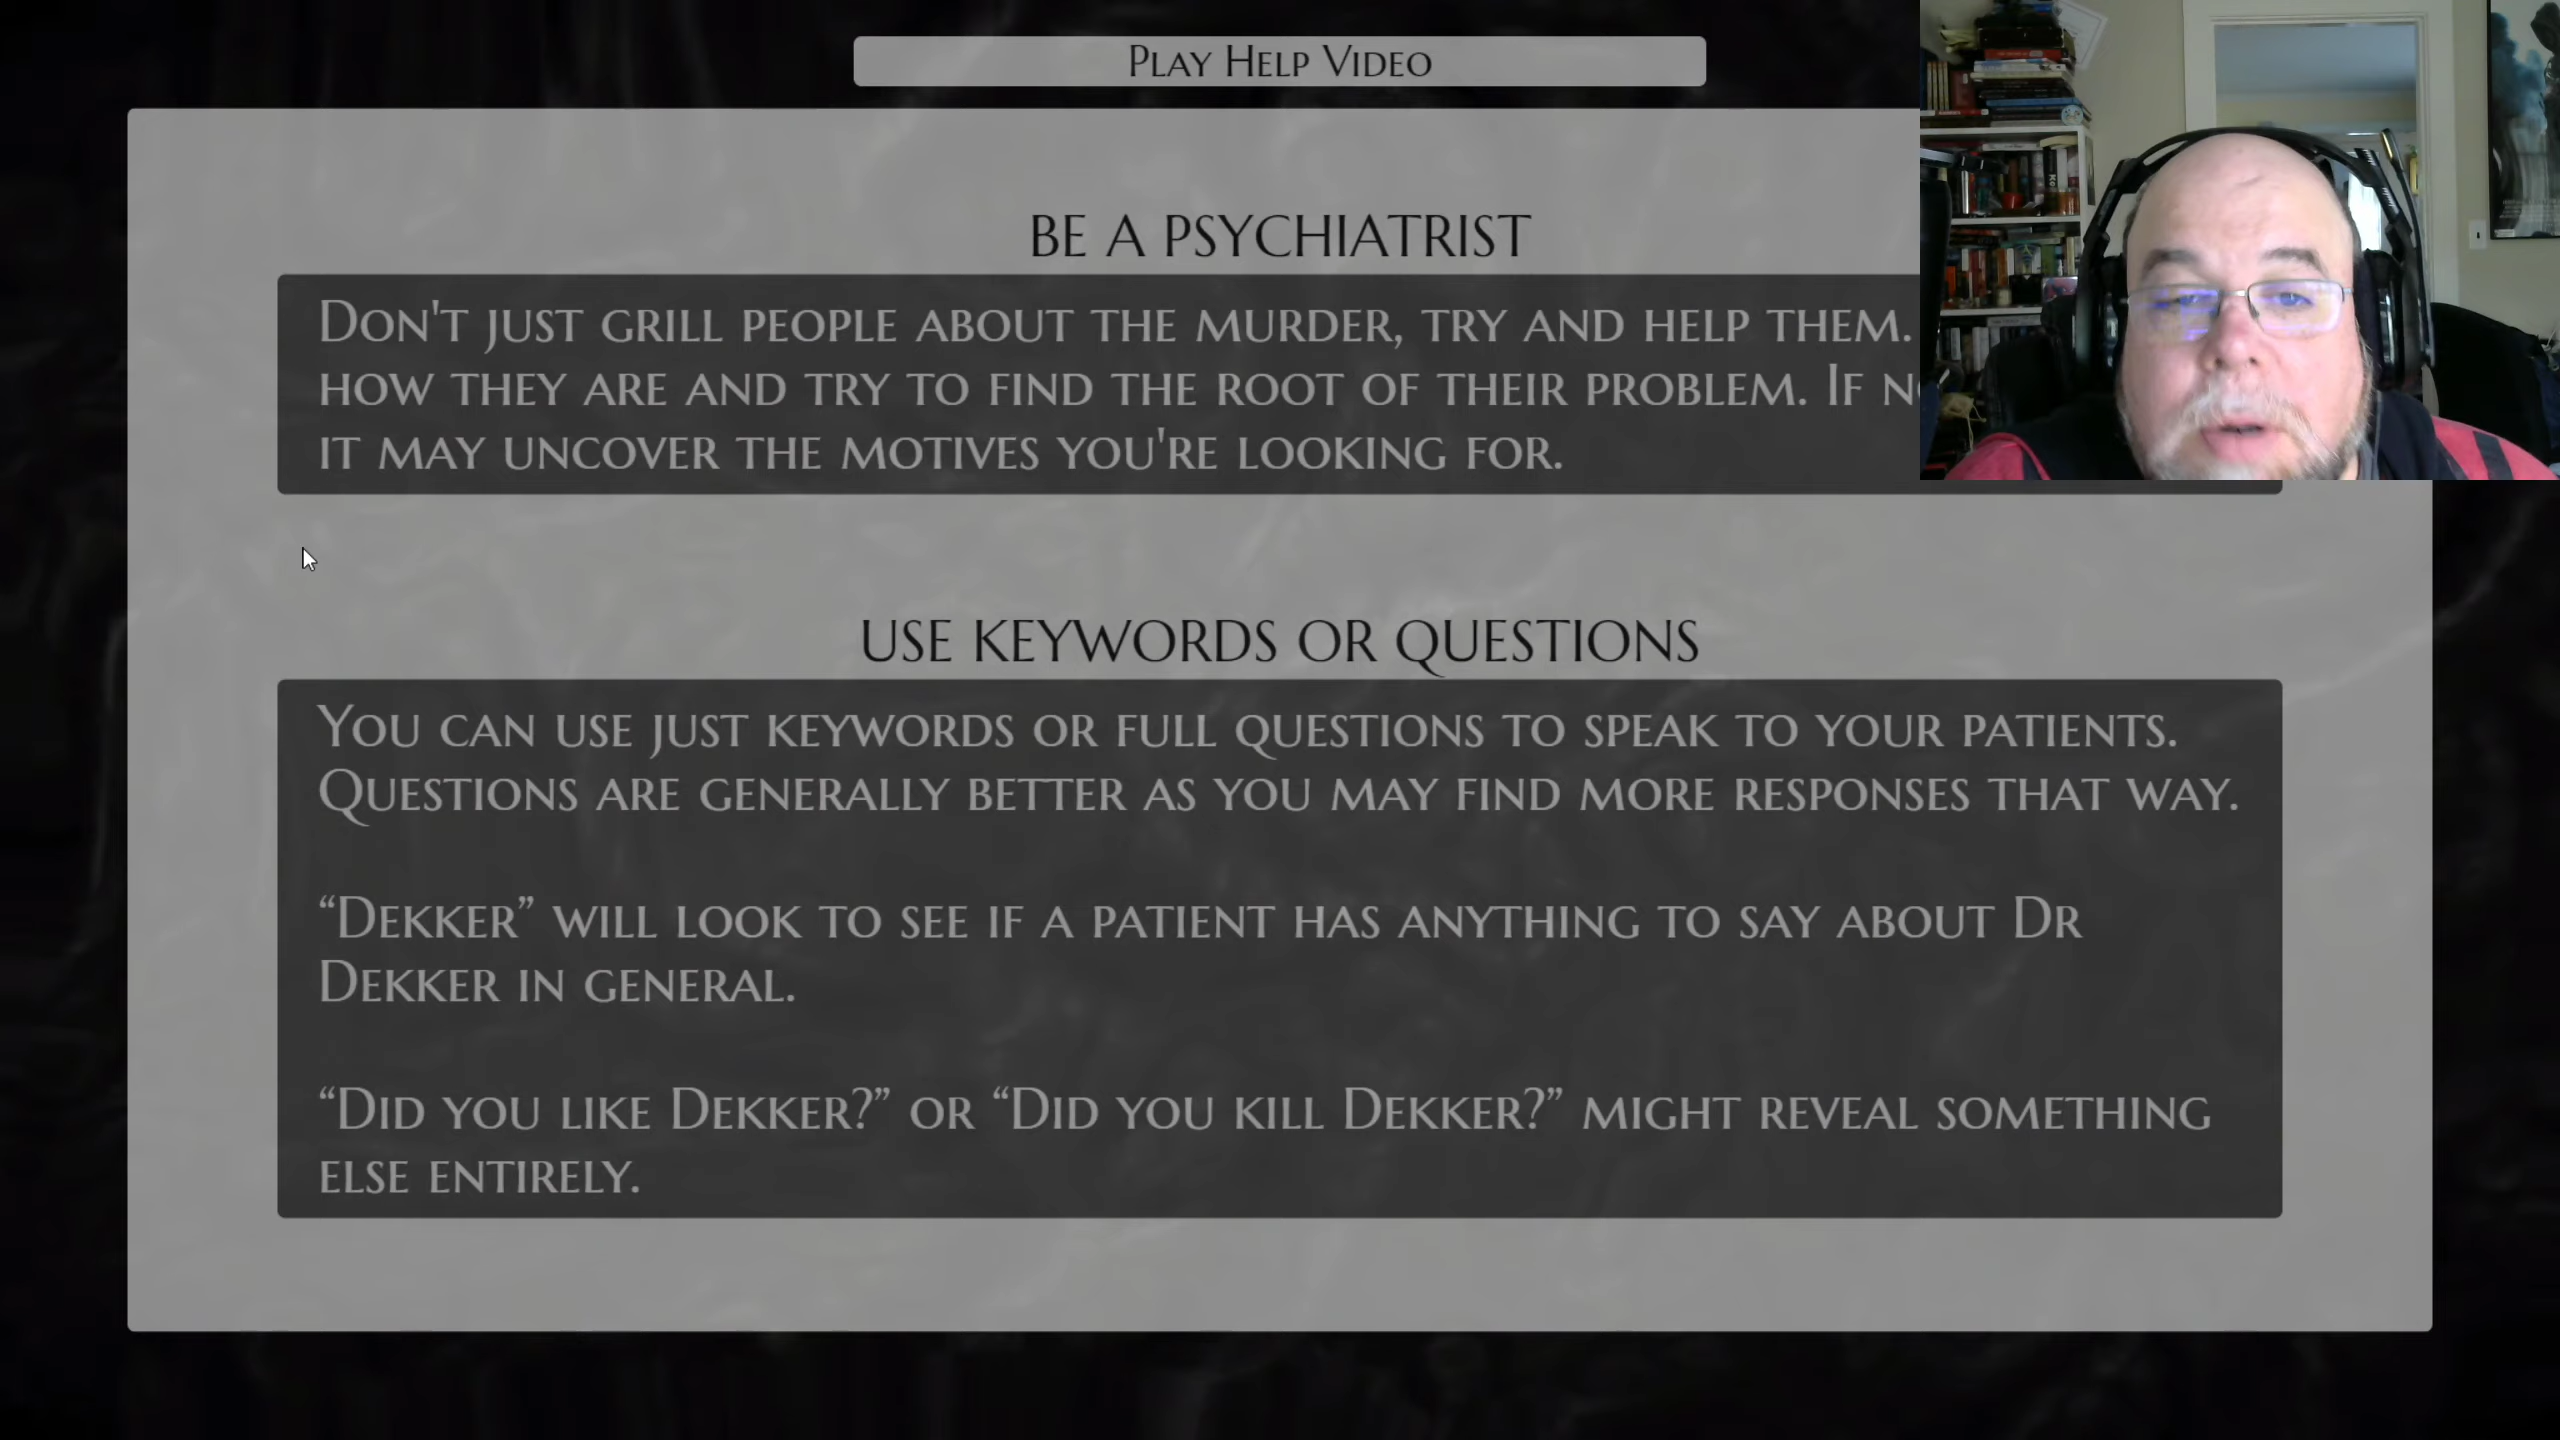 Play Help Video
BE A PSYCHIATRIST
Don't just grill people about the murder, try and help them.
how they are and try to find the root of their problem. If
it may uncover the motives you're looking for.
USE KEYWORDS OR QUESTIONS
You can use just keywords or full questions to speak to your patients.
Questions are generally better as you may find more responses that way.
“Dekker” will look to see if a patient has anything to say about Dr
Dekker in general.
“Did you like Dekker?” or “Did you kill Dekker?” might reveal something
else entirely.